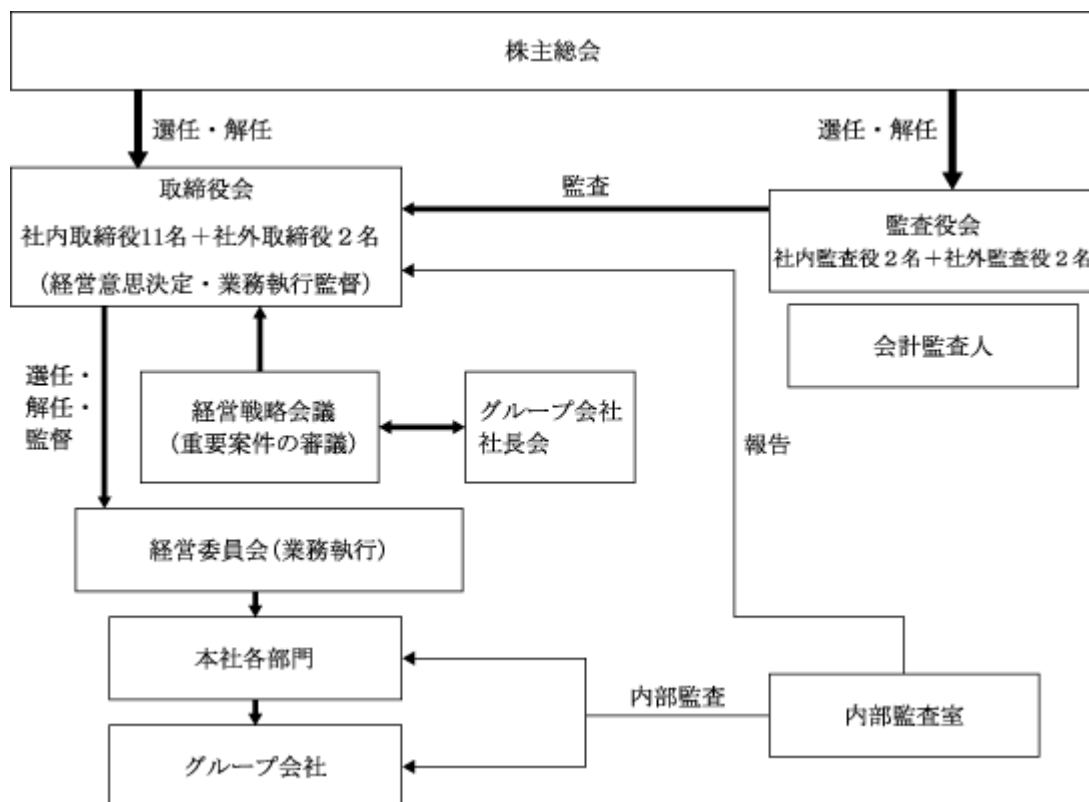 株主総会
選任・解任
選任・解任
取締役会
社内取締役11名＋社外取締役２名
(経営意思決定・業務執行監督)
監査
監査役会
社内監査役２名＋社外監査役２名
会計監査人
選任・
解任・
監督
経営戦略会議
(重要案件の審議)
グループ会社
社長会
報告
経営委員会(業務執行)
本社各部門
内部監査
内部監査室
グループ会社